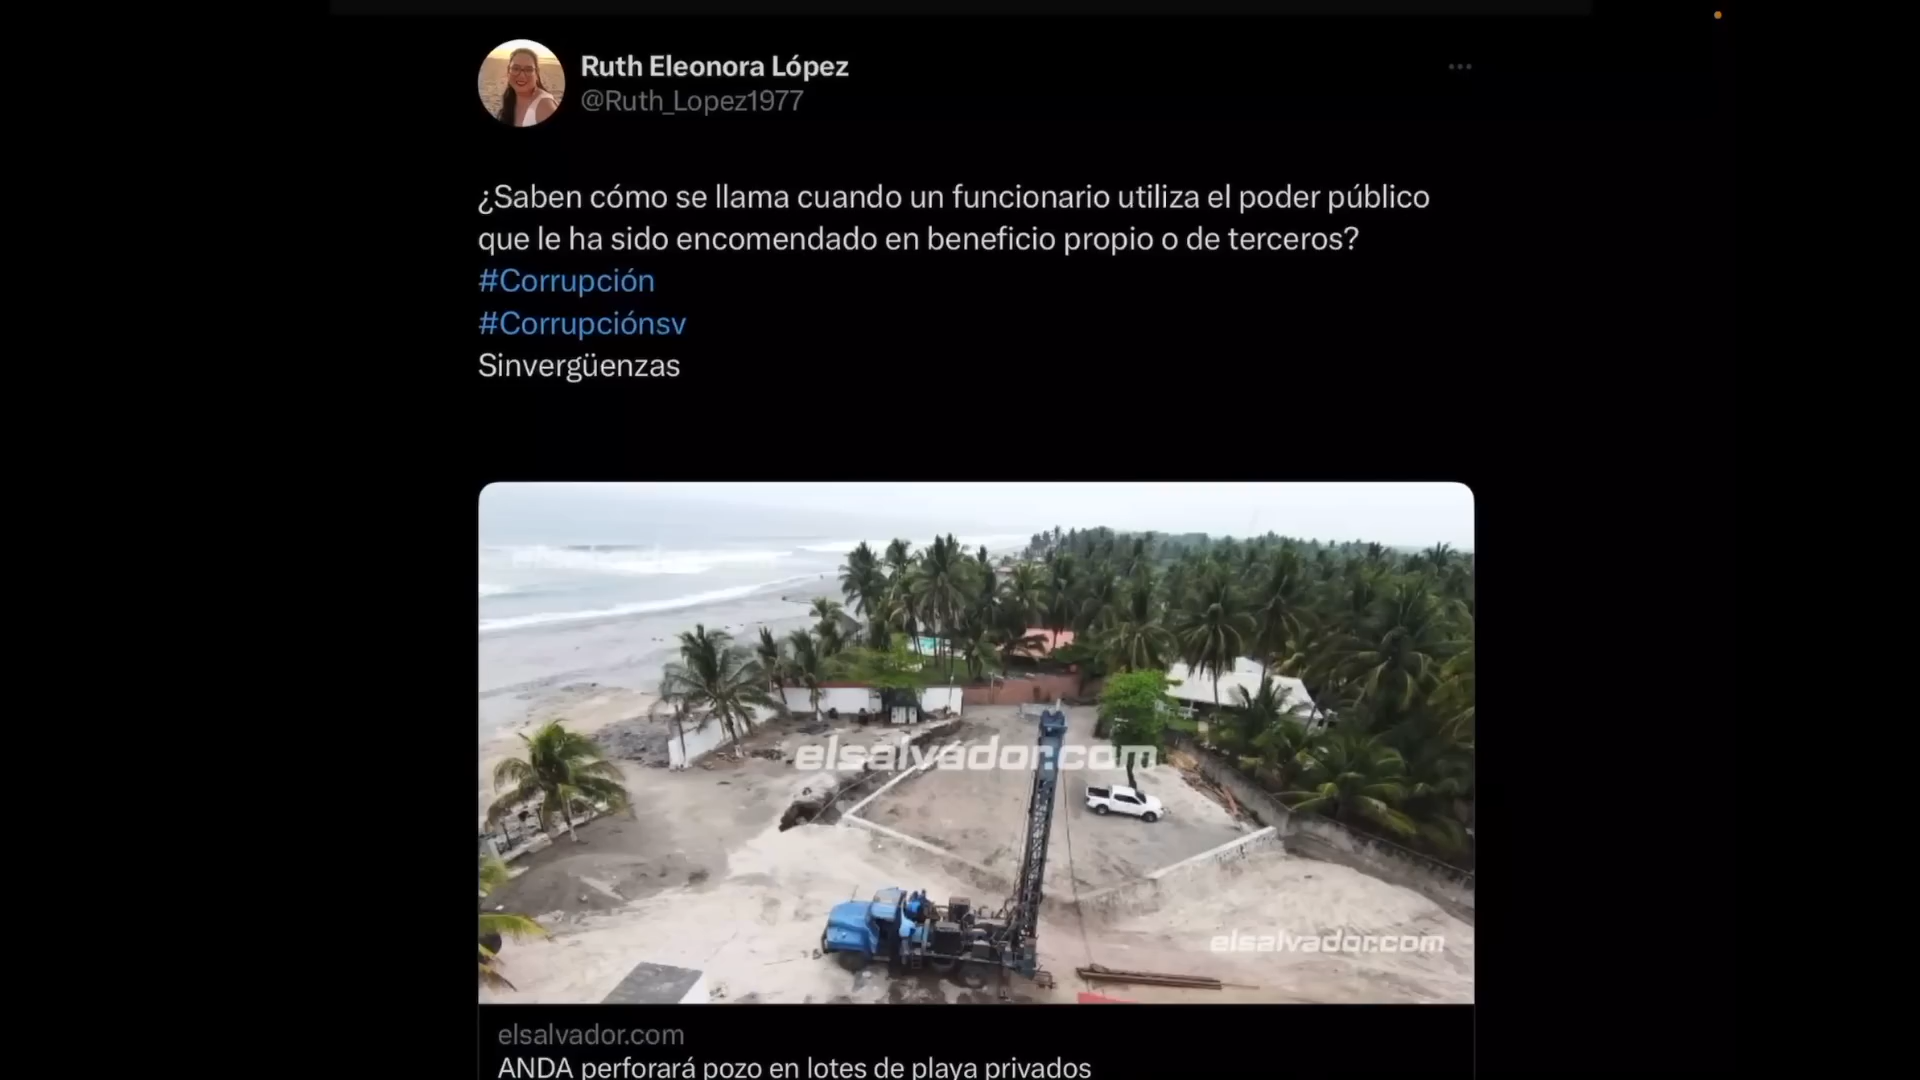 Ruth Eleonora López
@Ruth_Lopez1977
¿Saben cómo se llama cuando un funcionario utiliza el poder público
que le ha sido encomendado en beneficio propio o de terceros?
#Corrupción
#Corrupciónsv
Sinvergüenzas
elsalvador.com
elsalvador.com
elsalvador.com
ANDA perforará pozo en lotes de playa privados